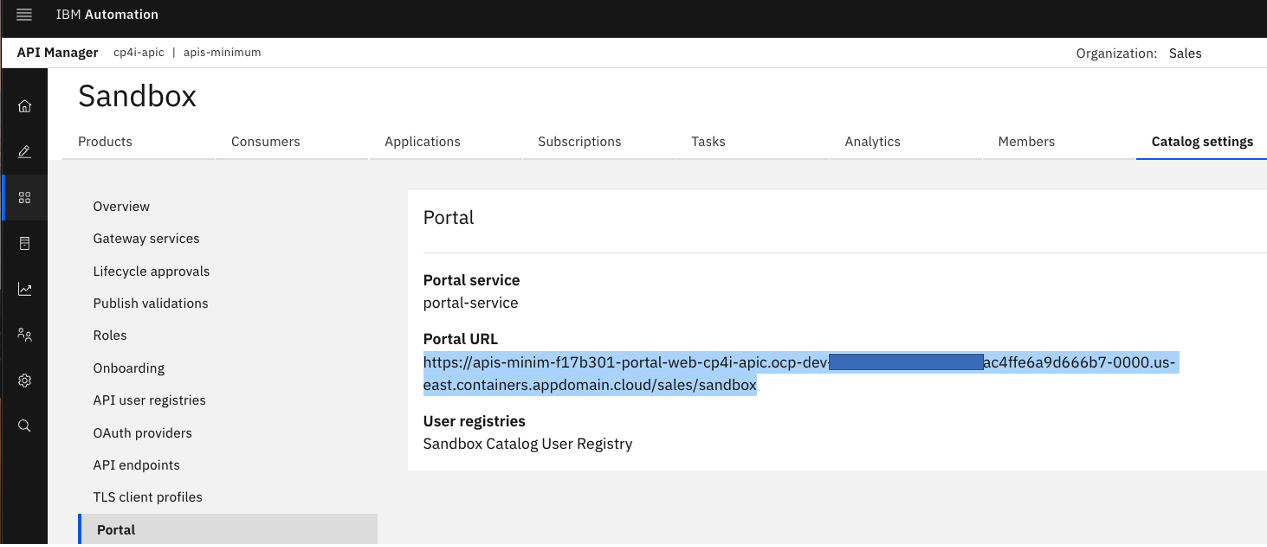 IBM Automation
API Manager cp4i-apic | apis-minimum Organization: Sales
Sandbox
Products Consumers Applications Subscriptions Tasks Analytics Members Catalog settings
Overview
Gateway services
Lifecycle approvals
Publish validations
Roles
Onboarding
API user registries
OAuth providers
API endpoints
TLS client profiles
Portal
Portal
Portal service
portal-service
Portal URL
https://apis-minim-f17b301-portal-web-cp4i-apic.ocp-dev- ac4ffe6a9d666b7-0000.us-
east.containers.appdomain.cloud/sales/sandbox
User registries
Sandbox Catalog User Registry